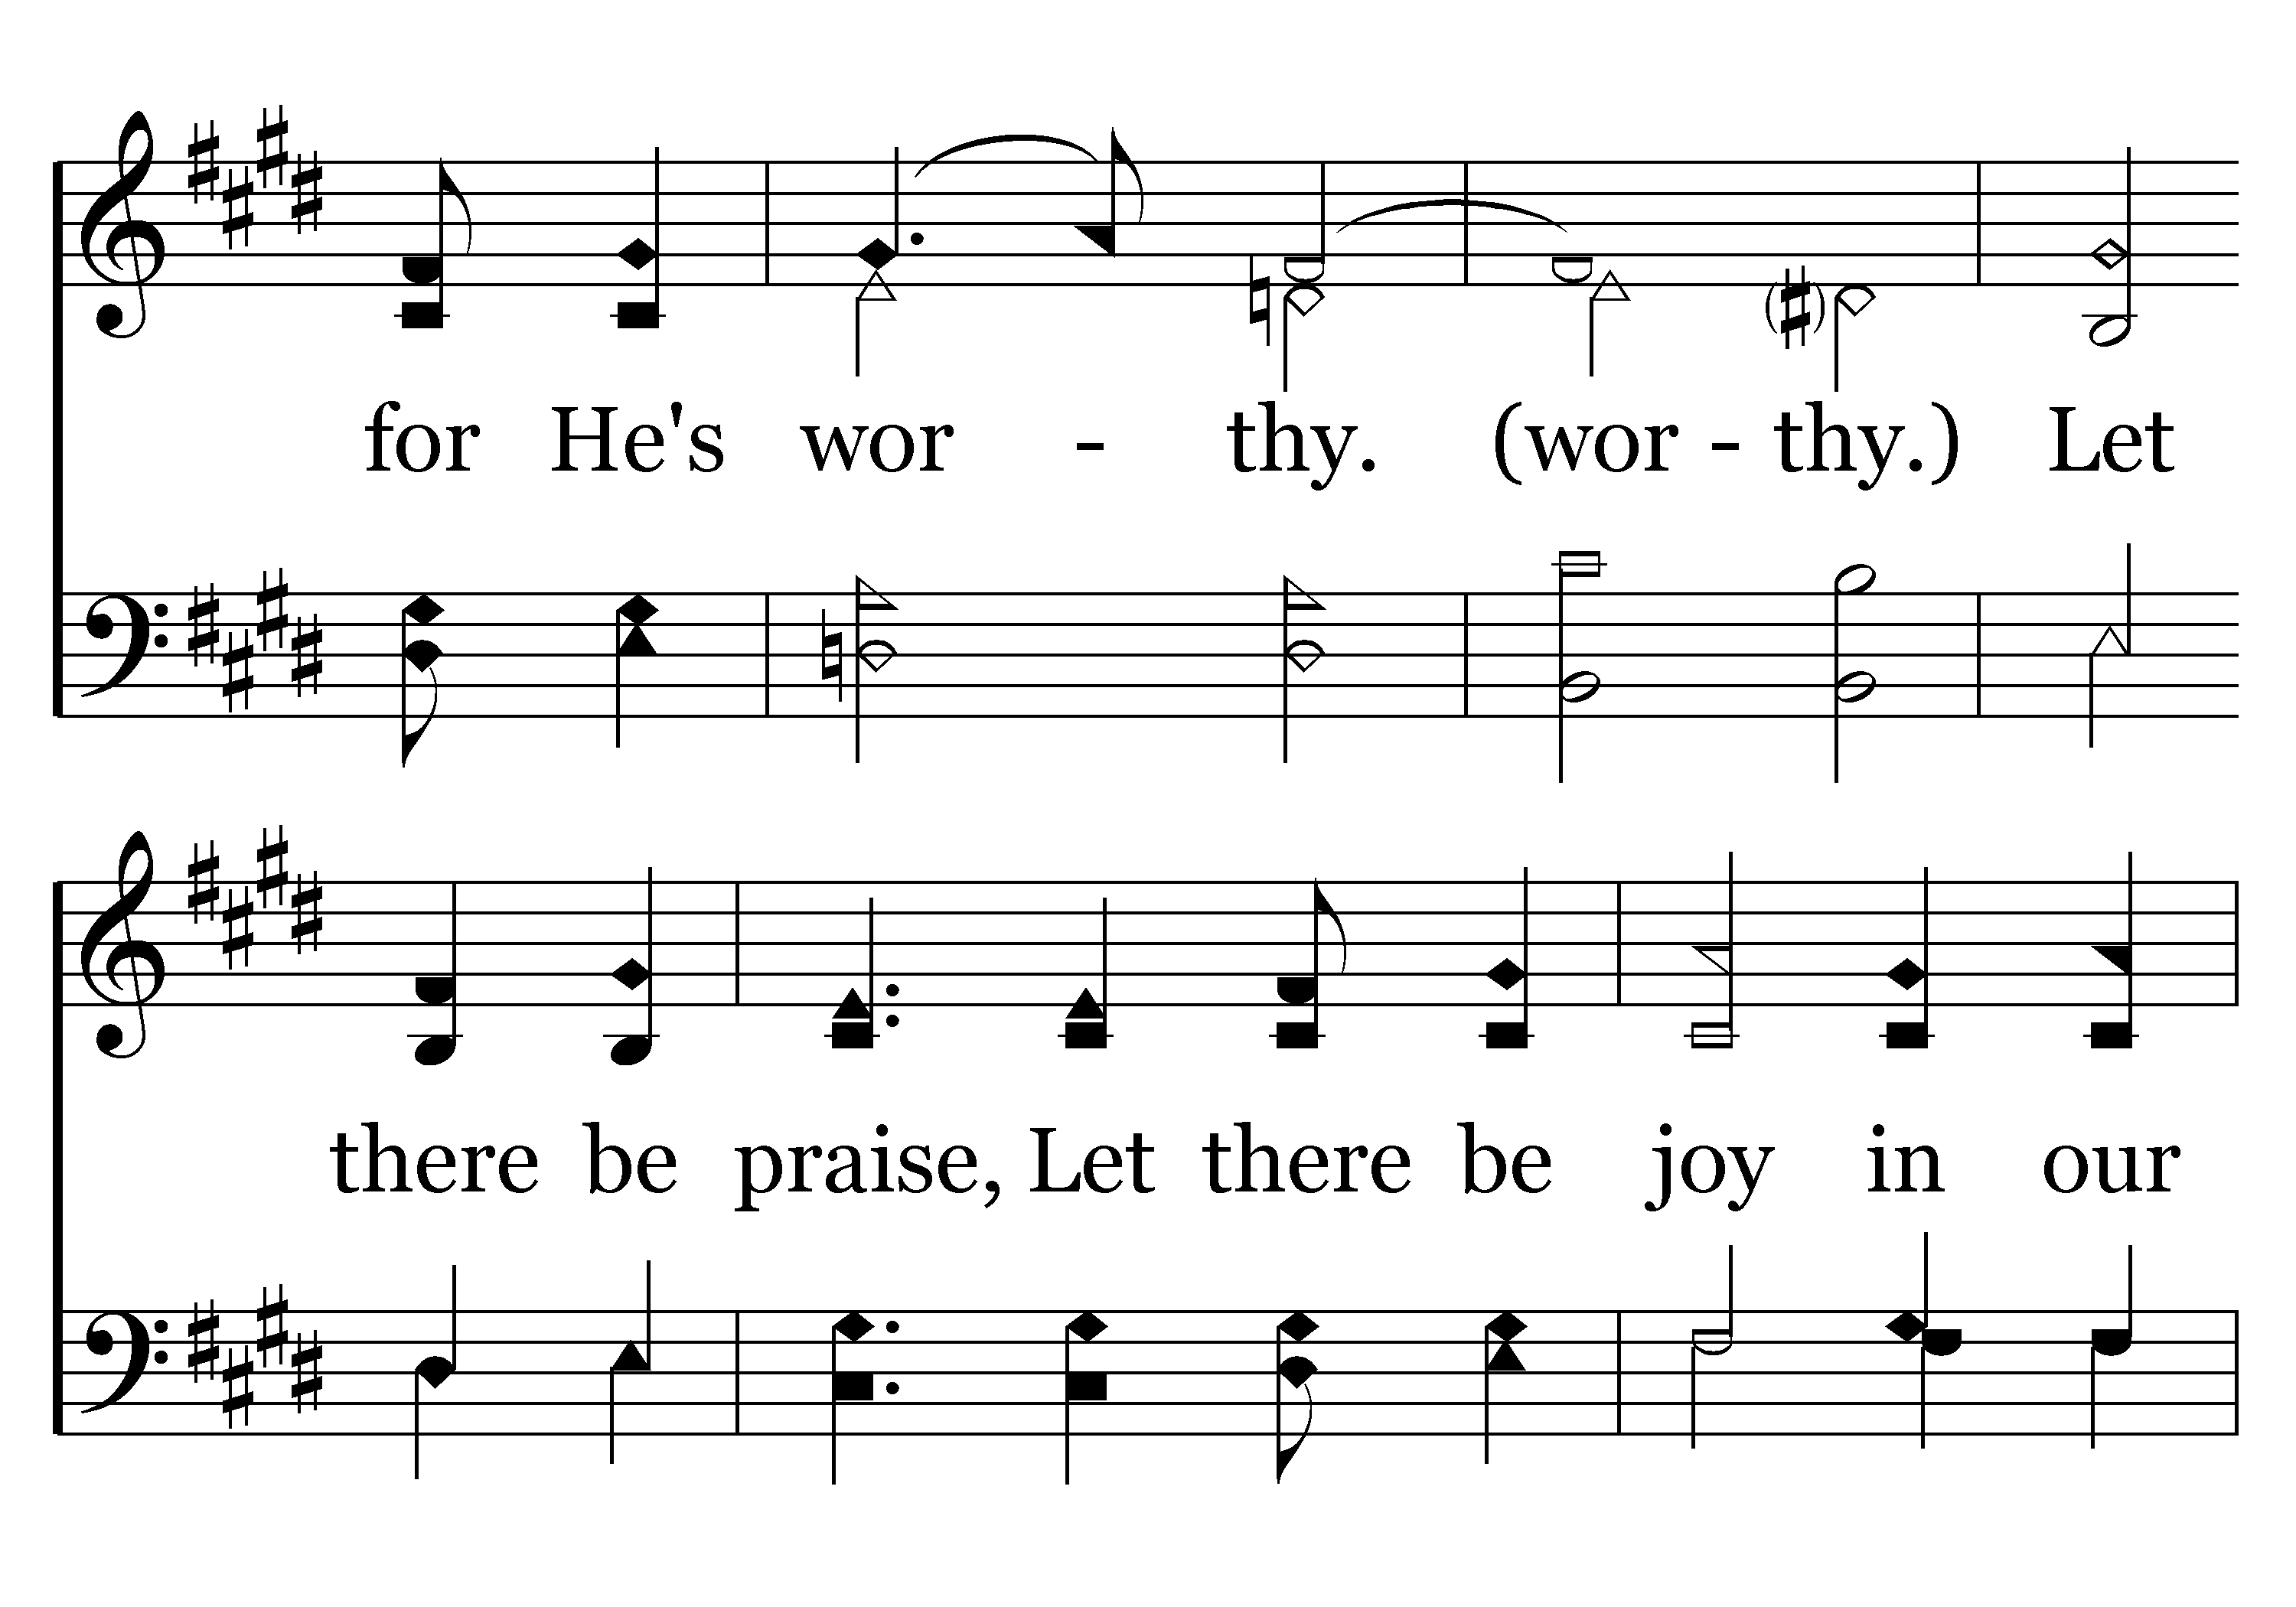 for He's wor - thy. (wor - thy.) Let
there be praise, Let there be joy in our